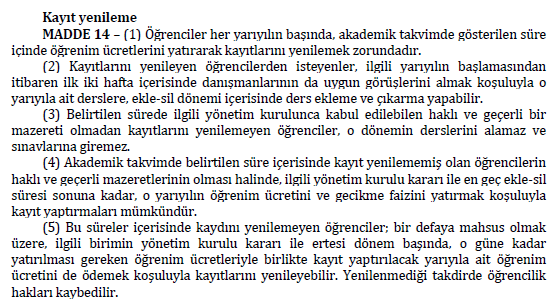 Kayıt yenileme
MADDE 14 – (1) Öğrenciler her yarıyılın başında, akademik takvimde gösterilen süre
içinde öğrenim ücretlerini yatırarak kayıtlarını yenilemek zorundadır.
(2) Kayıtlarını yenileyen öğrencilerden isteyenler, ilgili yarıyılın başlamasından
itibaren ilk iki hafta içerisinde danışmanlarının da uygun görüşlerini almak koşuluyla o
yarıyıla ait derslere, ekle-sil dönemi içerisinde ders ekleme ve çıkarma yapabilir.
(3) Belirtilen sürede ilgili yönetim kurulunca kabul edilebilen haklı ve geçerli bir
mazereti olmadan kayıtlarını yenilemeyen öğrenciler, o dönemin derslerini alamaz ve
sınavlarına giremez.
(4) Akademik takvimde belirtilen süre içerisinde kayıt yenilememiş olan öğrencilerin
haklı ve geçerli mazeretlerinin olması halinde, ilgili yönetim kurulu kararı ile en geç ekle-sil
süresi sonuna kadar, o yarıyılın öğrenim ücretini ve gecikme faizini yatırmak koşuluyla
kayıt yaptırmaları mümkündür.
(5) Bu süreler içerisinde kaydını yenilemeyen öğrenciler; bir defaya mahsus olmak
üzere, ilgili birimin yönetim kurulu kararı ile ertesi dönem başında, o güne kadar
yatırılması gereken öğrenim ücretleriyle birlikte kayıt yaptırılacak yarıyıla ait öğrenim
ücretini de ödemek koşuluyla kayıtlarını yenileyebilir. Yenilenmediği takdirde öğrencilik
hakları kaybedilir.